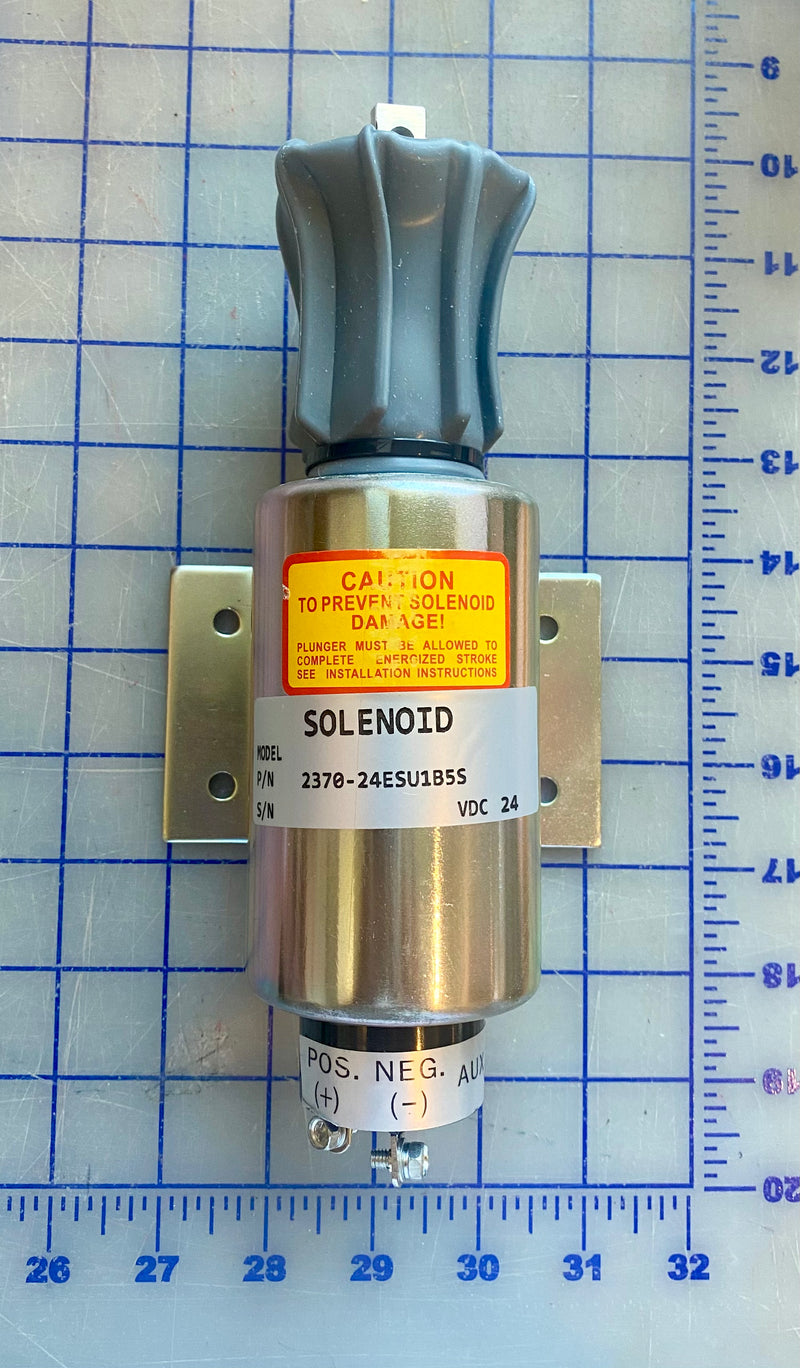 9
10
11
12
13
CAUTION
TO PREVENT SOLENOID
DAMAGE!
PLUNGER MUST BE ALLOWED TO
COMPLETE ENERGIZED STROKE
SEE INSTALLATION INSTRUCTIONS
14
15
SOLENOID
MODEL
P/N 2370-24ESU1B5S
S/N VDC 24
16
17
18
POS. NEG. AUX
(+) (-)
19
20
26 27 28 29 30 31 32